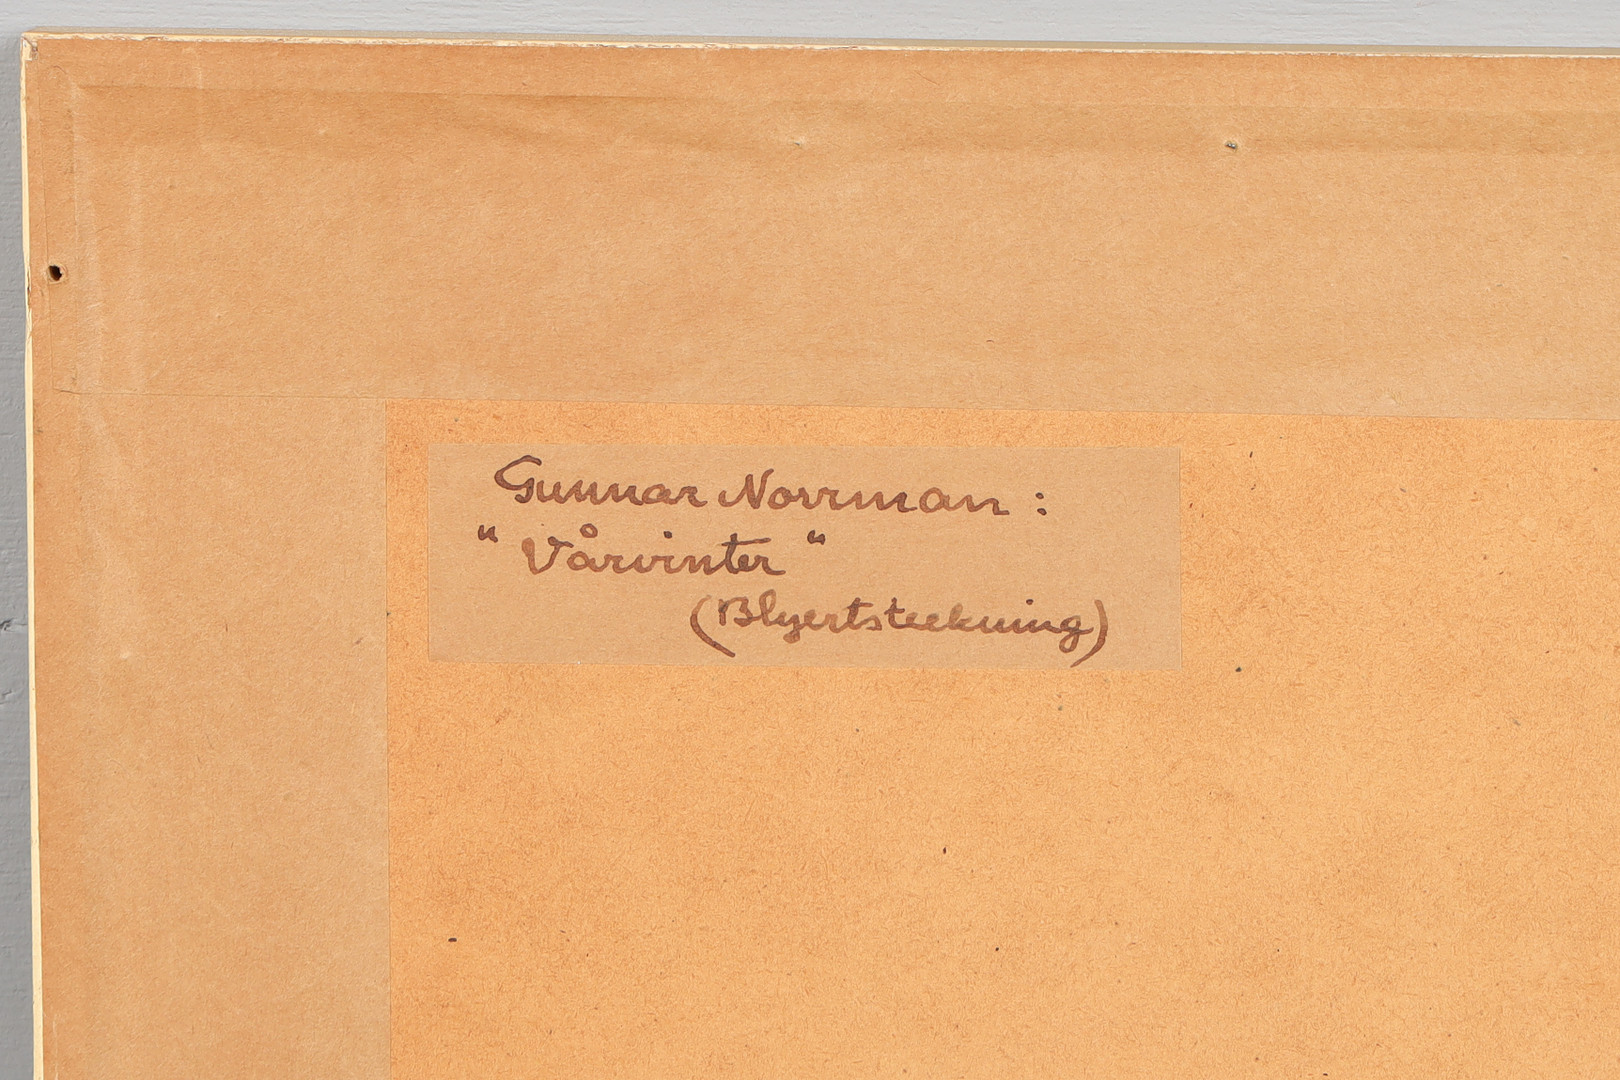 Gunnar Norrman :
" Vårvinter "
(Blyertsteckning)